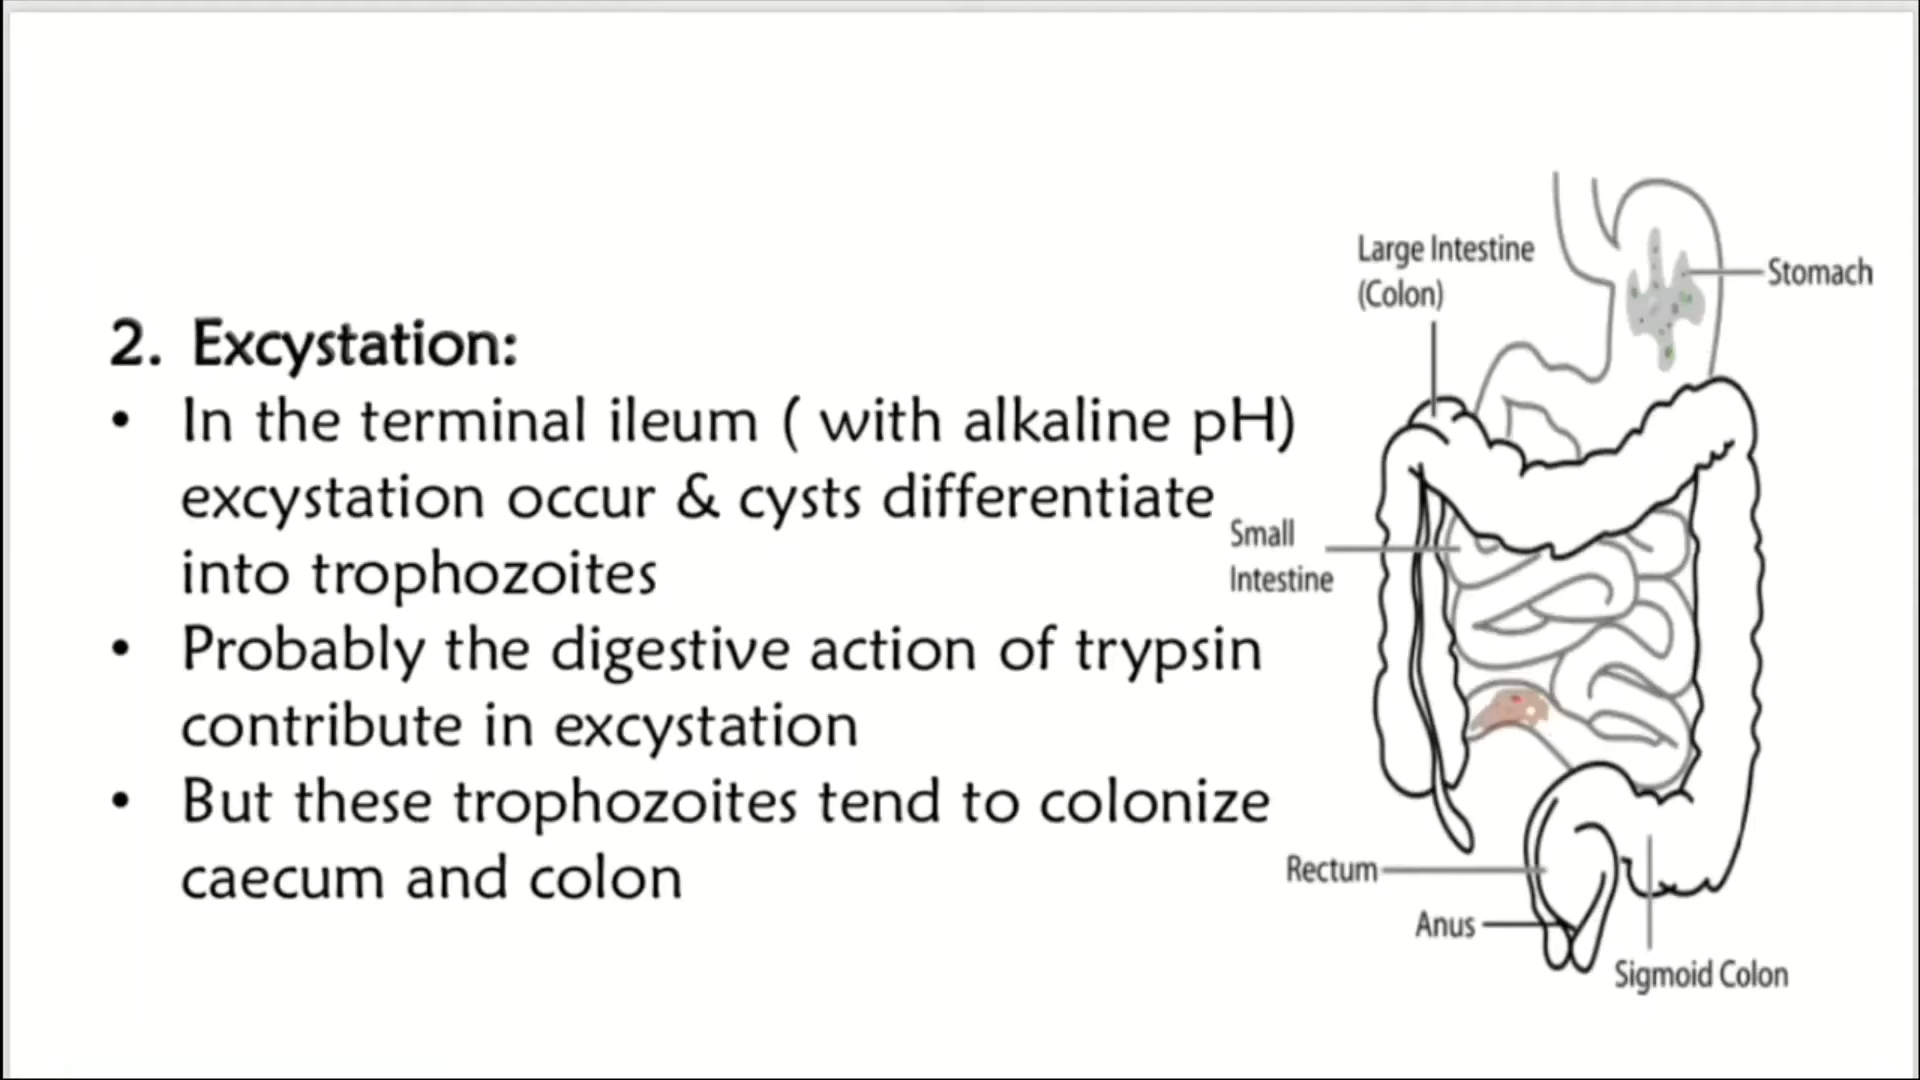 2. Excystation:
• In the terminal ileum ( with alkaline pH)
excystation occur & cysts differentiate
into trophozoites
• Probably the digestive action of trypsin
contribute in excystation
• But these trophozoites tend to colonize
caecum and colon
Large Intestine
(Colon)
Stomach
Small
Intestine
Rectum
Anus
Sigmoid Colon